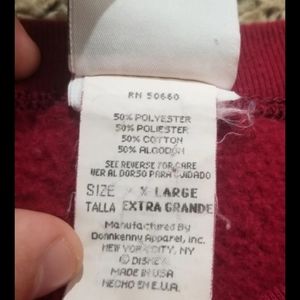 RN 50660
50% POLYESTER
50% POLIESTER
50% COTTON
50% ALGODON
SEE REVERSE FOR CARE
VER AL DORSO PARA CUIDADO
SIZE X LARGE
TALLA EXTRA GRANDE
Manufactured By
Donnkenny Apparel, Inc.
NEW YORK CITY, NY
© DISNEY
MADE IN USA
HECHO EN E.U.A.